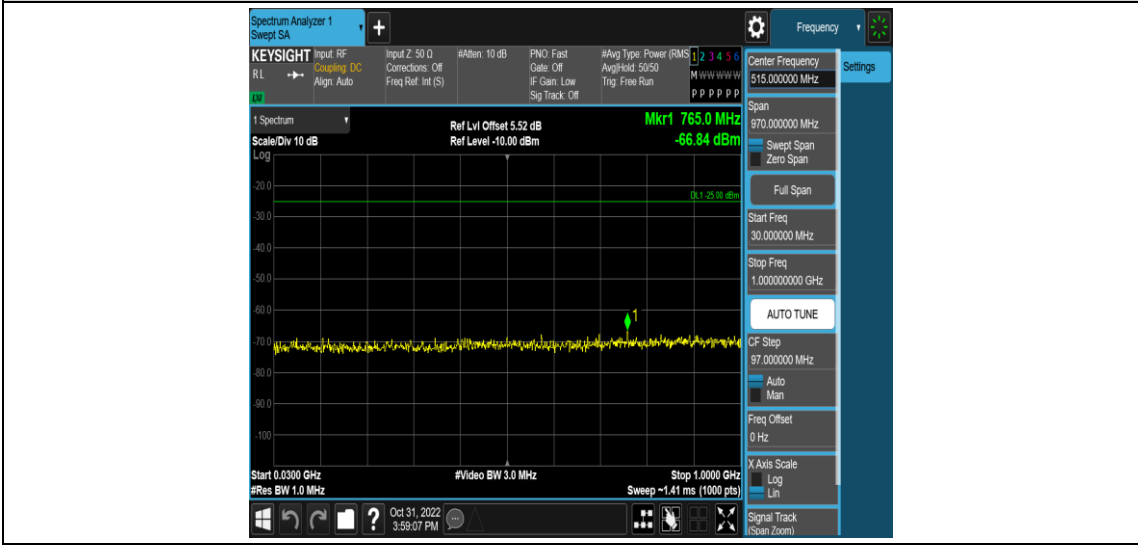 Spectrum Analyzer 1
Swept SA
+
Frequency
KEYSIGHT
RL
LM
Input: RF
Coupling: DC
Align: Auto
Input Z: 50 Ω
Corrections: Off
Freq Ref: Int (S)
#Atten: 10 dB
PNO: Fast
Gate: Off
IF Gain: Low
Sig Track: Off
#Avg Type: Power (RMS
Avg|Hold: 50/50
Trig: Free Run
1 2 3 4 5 6
M W W W W W
P P P P P P
1 Spectrum
Scale/Div 10 dB
Log
Ref Lvl Offset 5.52 dB
Ref Level -10.00 dBm
Mkr1 765.0 MHz
-66.84 dBm
DL1 -25.00 dBm
-20.0
-30.0
-40.0
-50.0
-60.0
-70.0
-80.0
-90.0
-100
1
Start 0.0300 GHz
#Res BW 1.0 MHz
#Video BW 3.0 MHz
Stop 1.0000 GHz
Sweep ~1.41 ms (1000 pts)
Center Frequency
515.000000 MHz
Settings
Span
970.000000 MHz
Swept Span
Zero Span
Full Span
Start Freq
30.000000 MHz
Stop Freq
1.000000000 GHz
AUTO TUNE
CF Step
97.000000 MHz
Auto
Man
Freq Offset
0 Hz
X Axis Scale
Log
Lin
Signal Track
(Span Zoom)
?
Oct 31, 2022
3:59:07 PM